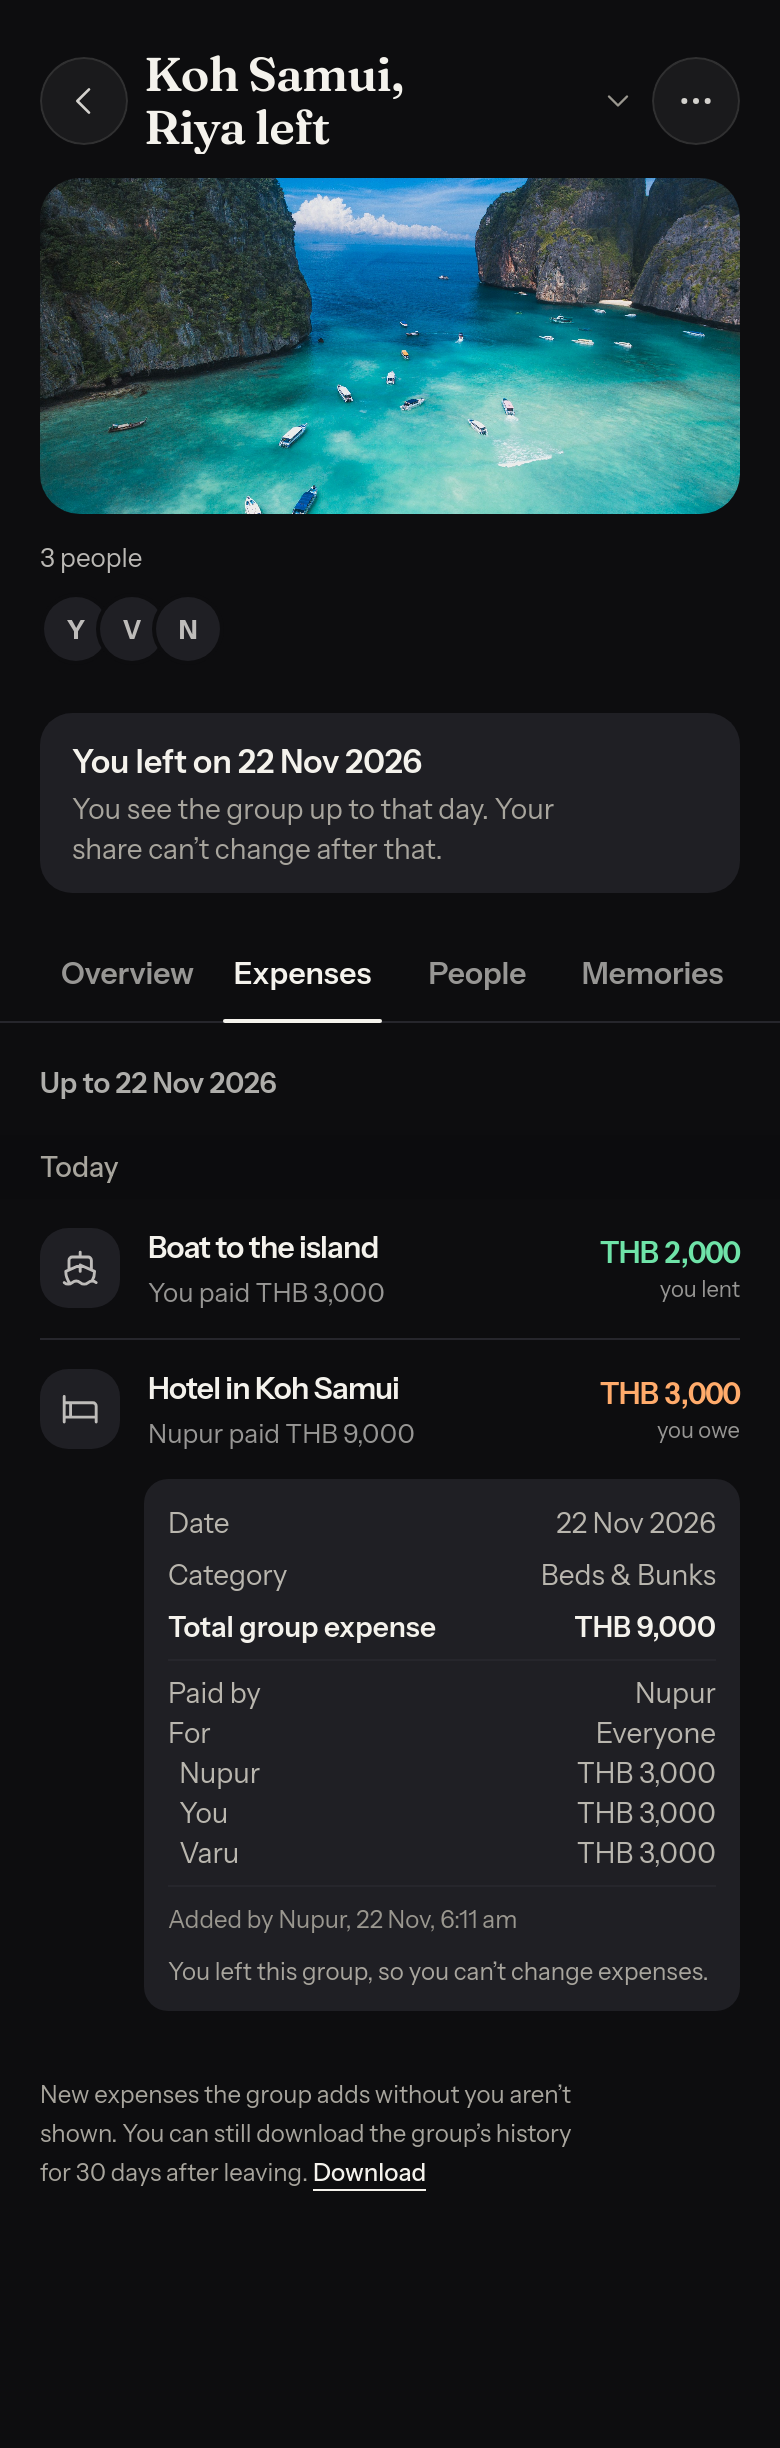 Koh Samui,
Riya left
3 people
Y V N
You left on 22 Nov 2026
You see the group up to that day. Your
share can’t change after that.
Overview Expenses People Memories
Up to 22 Nov 2026
Today
Boat to the island THB 2,000
You paid THB 3,000 you lent
Hotel in Koh Samui THB 3,000
Nupur paid THB 9,000 you owe
Date 22 Nov 2026
Category Beds & Bunks
Total group expense THB 9,000
Paid by Nupur
For Everyone
Nupur THB 3,000
You THB 3,000
Varu THB 3,000
Added by Nupur, 22 Nov, 6:11 am
You left this group, so you can’t change expenses.
New expenses the group adds without you aren’t
shown. You can still download the group’s history
for 30 days after leaving. Download